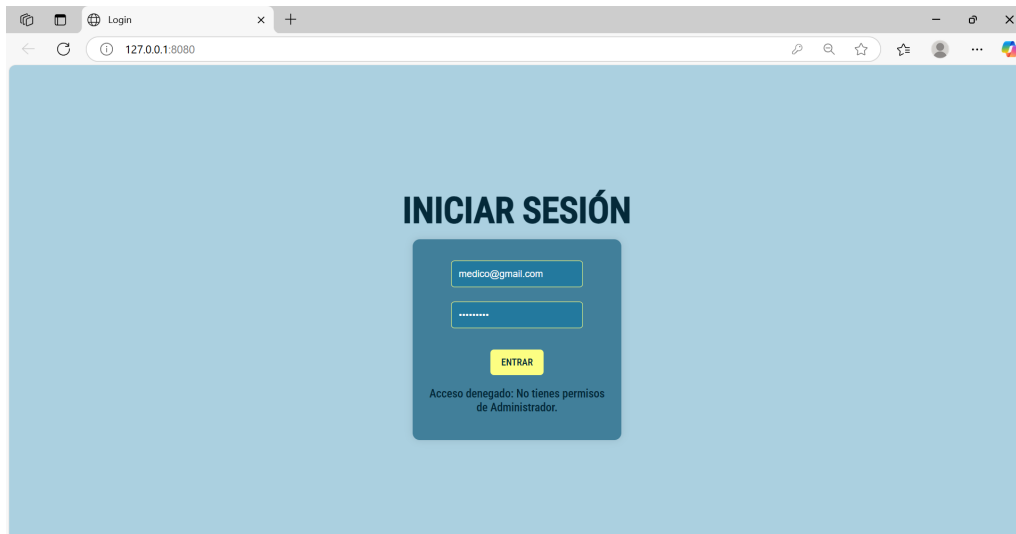 Login
127.0.0.1:8080
INICIAR SESIÓN
medico@gmail.com
•••••••••
ENTRAR
Acceso denegado: No tienes permisos
de Administrador.